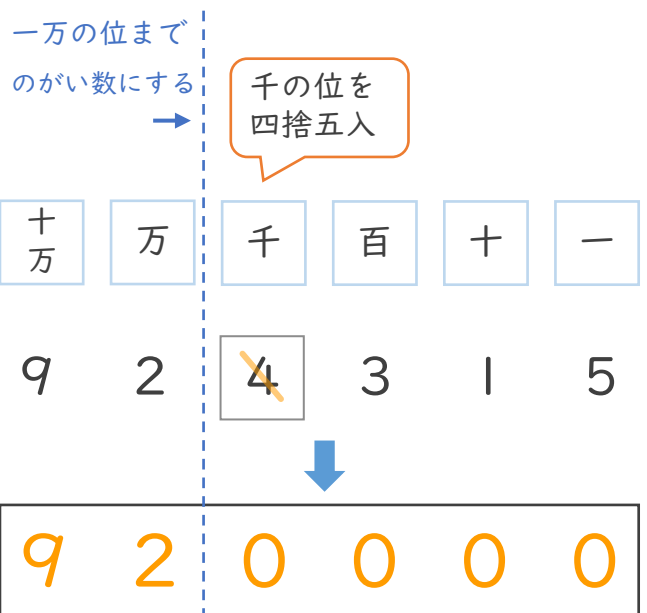 一万の位まで
のがい数にする
千の位を
四捨五入
十万 万 千 百 十 一
9 2 4 3 1 5
9 2 0 0 0 0